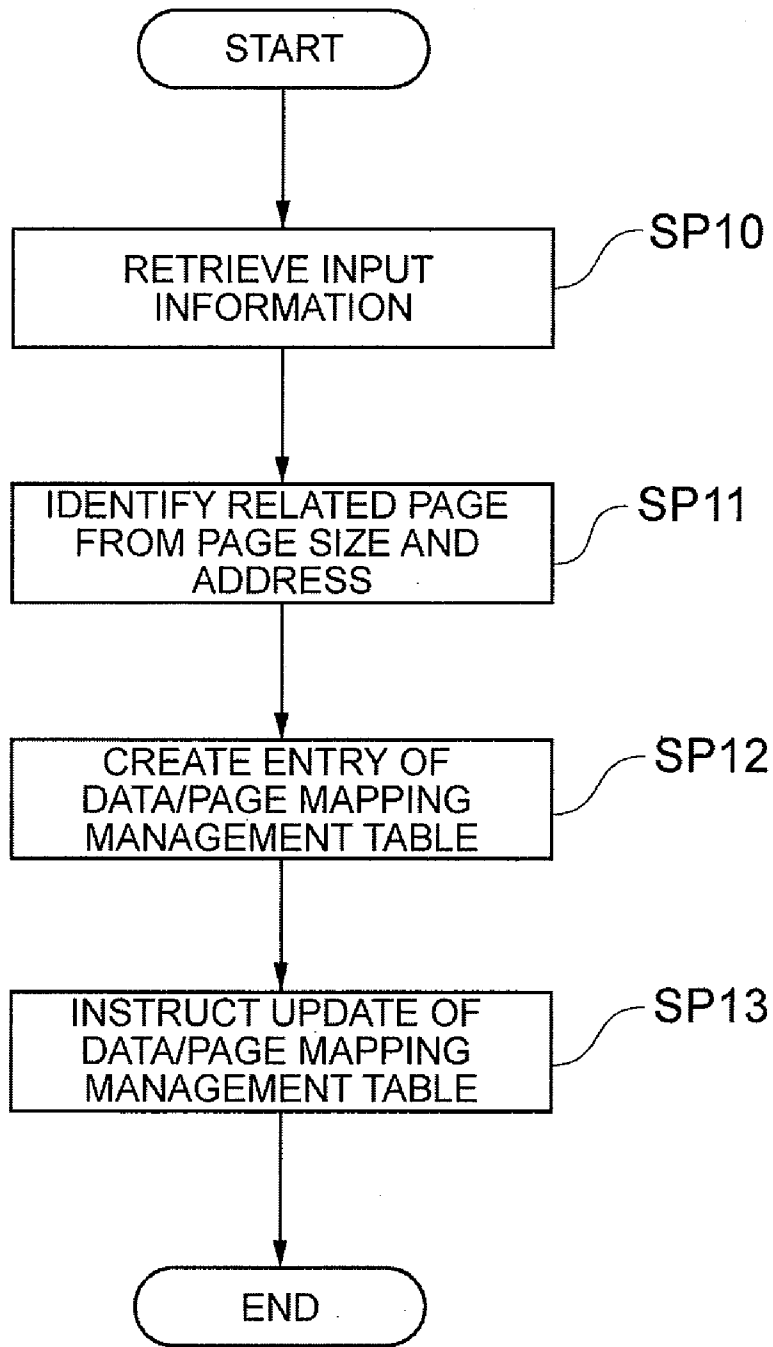 START
SP10
RETRIEVE INPUT
INFORMATION
SP11
IDENTIFY RELATED PAGE
FROM PAGE SIZE AND
ADDRESS
SP12
CREATE ENTRY OF
DATA/PAGE MAPPING
MANAGEMENT TABLE
SP13
INSTRUCT UPDATE OF
DATA/PAGE MAPPING
MANAGEMENT TABLE
END